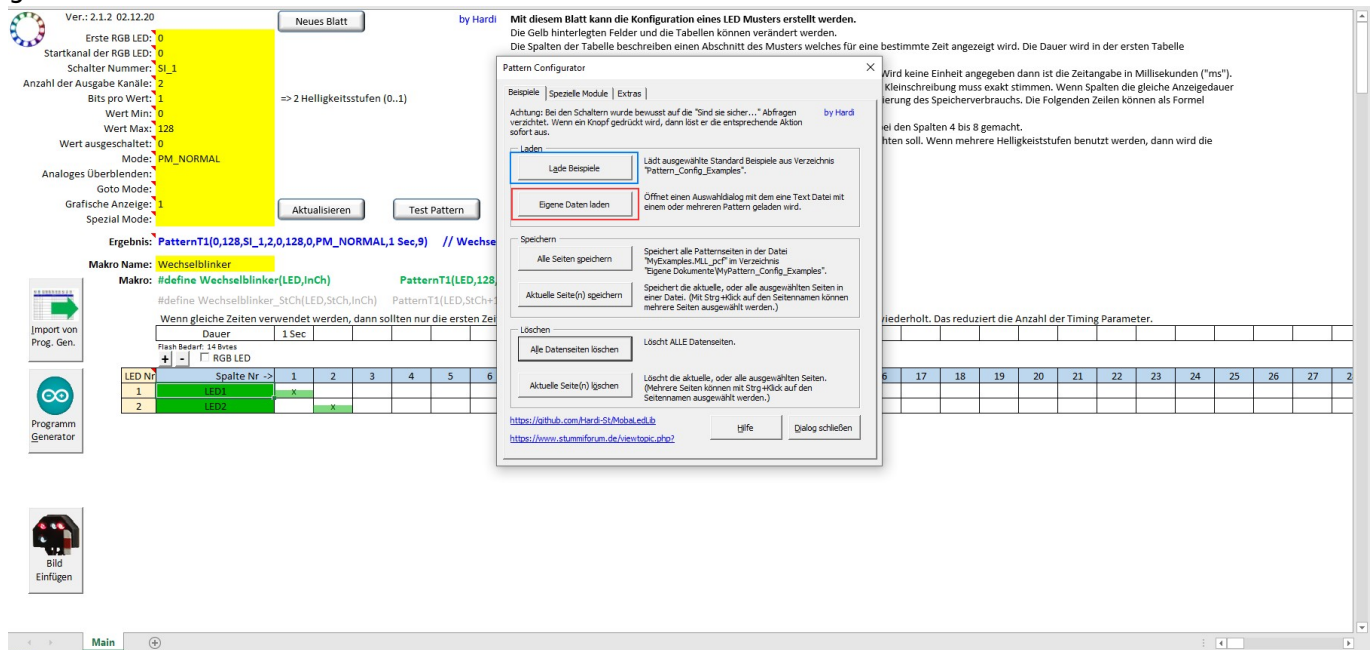 Ver.: 2.1.2 02.12.20
Neues Blatt
by Hardi
Mit diesem Blatt kann die Konfiguration eines LED Musters erstellt werden.
Die Gelb hinterlegten Felder und die Tabellen können verändert werden.
Die Spalten der Tabelle beschreiben einen Abschnitt des Musters welches für eine bestimmte Zeit angezeigt wird. Die Dauer wird in der ersten Tabelle
Erste RGB LED: 0
Startkanal der RGB LED: 0
Schalter Nummer: SI_1
Anzahl der Ausgabe Kanäle: 2
Bits pro Wert: 1
=> 2 Helligkeitsstufen (0..1)
Wert Min: 0
Wert Max: 128
Wert ausgeschaltet: 0
Mode: PM_NORMAL
Analoges Überblenden:
Goto Mode:
Grafische Anzeige: 1
Spezial Mode:
Aktualisieren
Test Pattern
Wird keine Einheit angegeben dann ist die Zeitangabe in Millisekunden ("ms").
Kleinschreibung muss exakt stimmen. Wenn Spalten die gleiche Anzeigedauer
ierung des Speicherverbrauchs. Die Folgenden Zeilen können als Formel
ei den Spalten 4 bis 8 gemacht.
hten soll. Wenn mehrere Helligkeiststufen benutzt werden, dann wird die
Ergebnis: PatternT1(0,128,SI_1,2,0,128,0,PM_NORMAL,1 Sec,9) // Wechse
Makro Name: Wechselblinker
Makro: #define Wechselblinker(LED,InCh) PatternT1(LED,128,
#define Wechselblinker_StCh(LED,StCh,InCh) PatternT1(LED,StCh+1
Wenn gleiche Zeiten verwendet werden, dann sollten nur die ersten Zei
iederholt. Das reduziert die Anzahl der Timing Parameter.
Dauer 1 Sec
Flash Bedarf: 14 Bytes
+ - RGB LED
LED Nr Spalte Nr -> 1 2 3 4 5 6
6 17 18 19 20 21 22 23 24 25 26 27 2
1 LED1 x
2 LED2 x
Import von
Prog. Gen.
Programm
Generator
Bild
Einfügen
Main
Pattern Configurator
Beispiele Spezielle Module Extras
Achtung: Bei den Schaltern wurde bewusst auf die "Sind sie sicher..." Abfragen
verzichtet. Wenn ein Knopf gedrückt wird, dann löst er die entsprechende Aktion
sofort aus.
by Hardi
Laden
Lade Beispiele
Lädt ausgewählte Standard Beispiele aus Verzeichnis
"Pattern_Config_Examples".
Eigene Daten laden
Öffnet einen Auswahldialog mit dem eine Text Datei mit
einem oder mehreren Pattern geladen wird.
Speichern
Alle Seiten speichern
Speichert alle Patternseiten in der Datei
"MyExamples.MLL_pcf" im Verzeichnis
"Eigene Dokumente\MyPattern_Config_Examples".
Aktuelle Seite(n) speichern
Speichert die aktuelle, oder alle ausgewählten Seiten in
einer Datei. (Mit Strg+Klick auf den Seitennamen können
mehrere Seiten ausgewählt werden.)
Löschen
Alle Datenseiten löschen
Löscht ALLE Datenseiten.
Aktuelle Seite(n) löschen
Löscht die aktuelle, oder alle ausgewählten Seiten.
(Mehrere Seiten können mit Strg+Klick auf den
Seitennamen ausgewählt werden.)
https://github.com/Hardi-St/MobaLedLib
https://www.stummiforum.de/viewtopic.php?
Hilfe
Dialog schließen